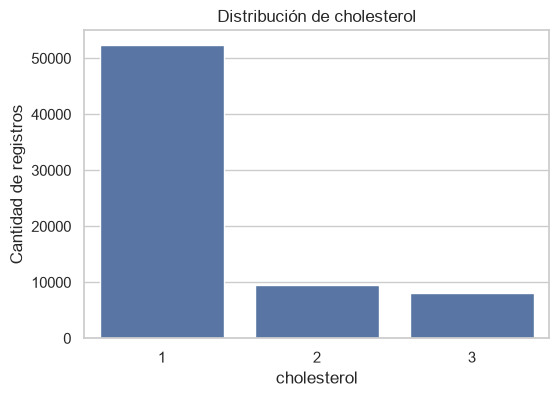 Distribución de cholesterol
Cantidad de registros
50000
40000
30000
20000
10000
0
1 2 3
cholesterol